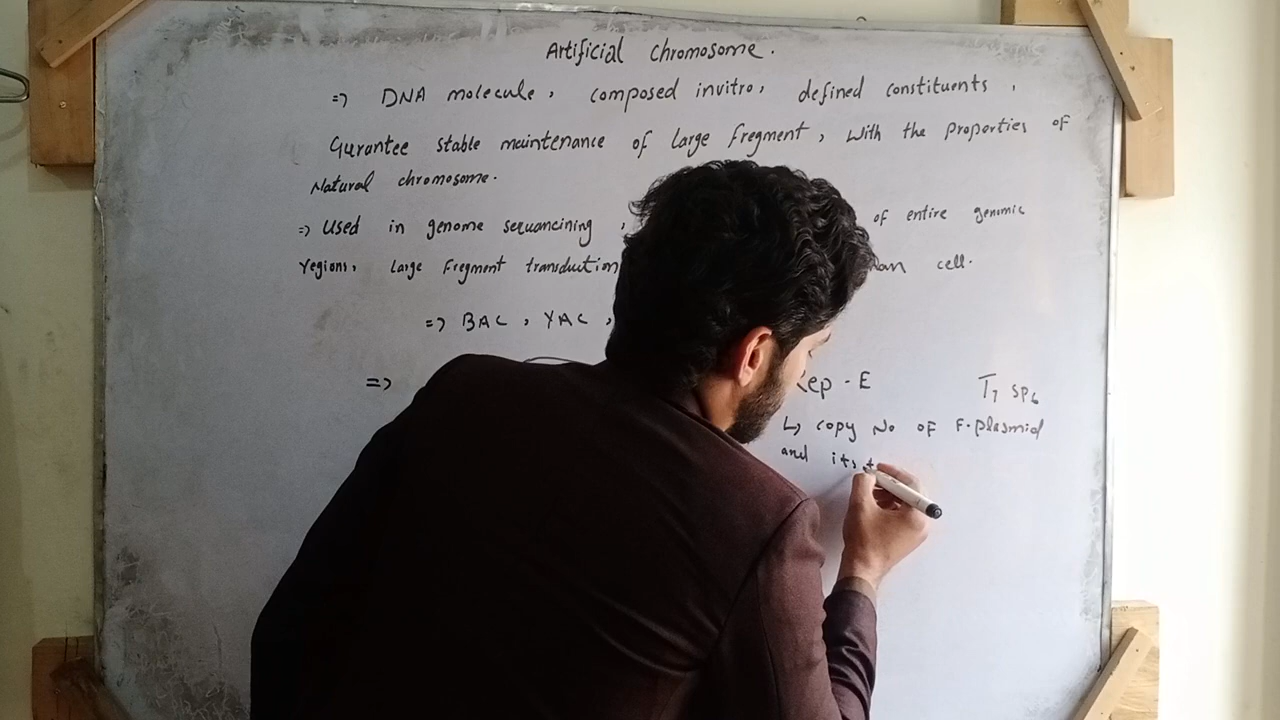 Artificial chromosome.
=> DNA molecule, composed invitro, defined constituents,
Gurantee stable maintenance of large fregment, with the properties of
Natural chromosome.
=> Used in genome sequancining, of entire genomic
regions, large fregment transduction cell.
=> BAC, YAC,
=> Rep-E T7 SP6
↳ copy No of F-plasmid
and its